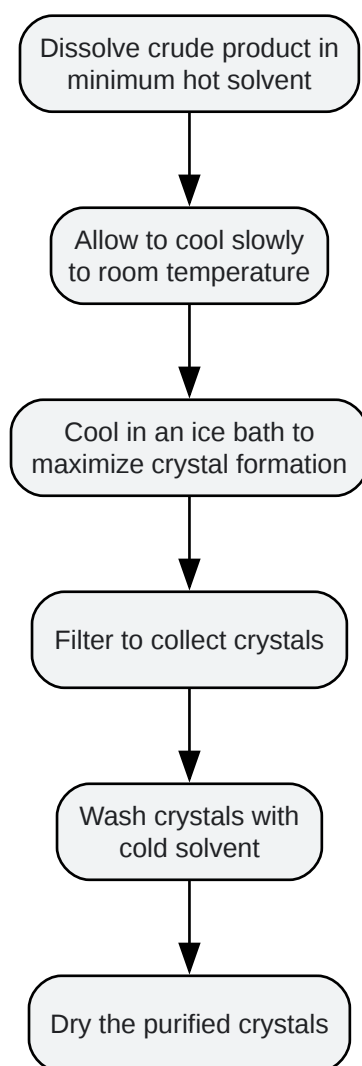 Dissolve crude product in
minimum hot solvent
Allow to cool slowly
to room temperature
Cool in an ice bath to
maximize crystal formation
Filter to collect crystals
Wash crystals with
cold solvent
Dry the purified crystals